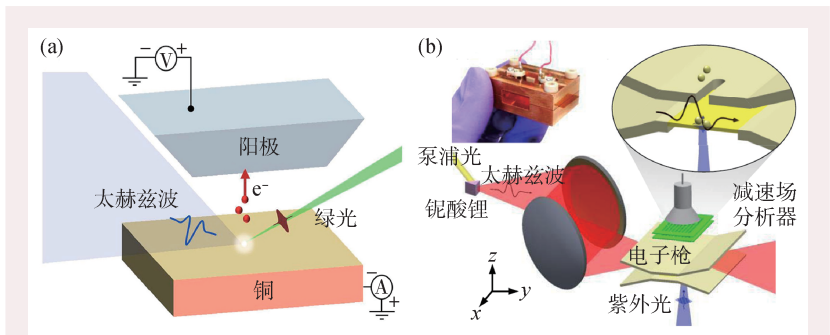 (a)
− V +
阳极
太赫兹波
e⁻
绿光
铜
− A +
(b)
泵浦光
太赫兹波
铌酸锂
减速场
分析器
电子枪
紫外光
z
y
x